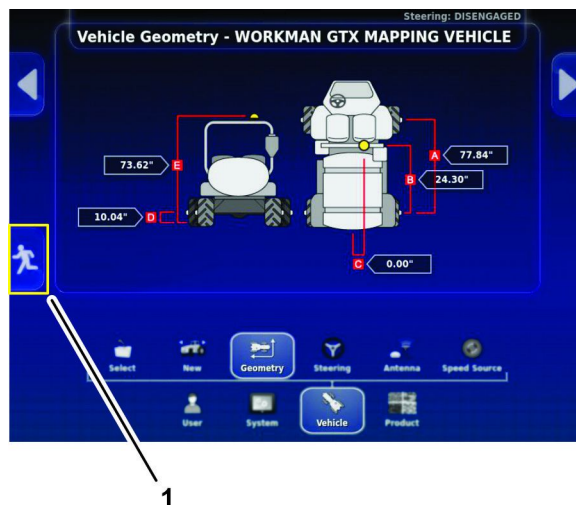 Steering: DISENGAGED
Vehicle Geometry - WORKMAN GTX MAPPING VEHICLE
73.62" E
A 77.84"
B 24.30"
10.04" D
C 0.00"
Select New Geometry Steering Antenna Speed Source
User System Vehicle Product
1